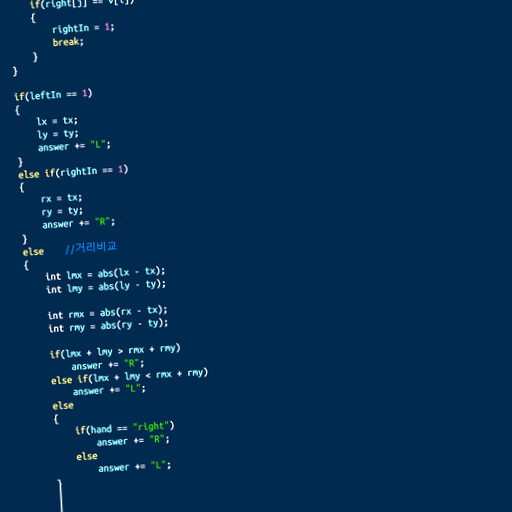 if(right[j] == v[i])
{
rightIn = 1;
break;
}
}
if(leftIn == 1)
{
lx = tx;
ly = ty;
answer += "L";
}
else if(rightIn == 1)
{
rx = tx;
ry = ty;
answer += "R";
}
else //거리비교
{
int lmx = abs(lx - tx);
int lmy = abs(ly - ty);
int rmx = abs(rx - tx);
int rmy = abs(ry - ty);
if(lmx + lmy > rmx + rmy)
answer += "R";
else if(lmx + lmy < rmx + rmy)
answer += "L";
else
{
if(hand == "right")
answer += "R";
else
answer += "L";
}